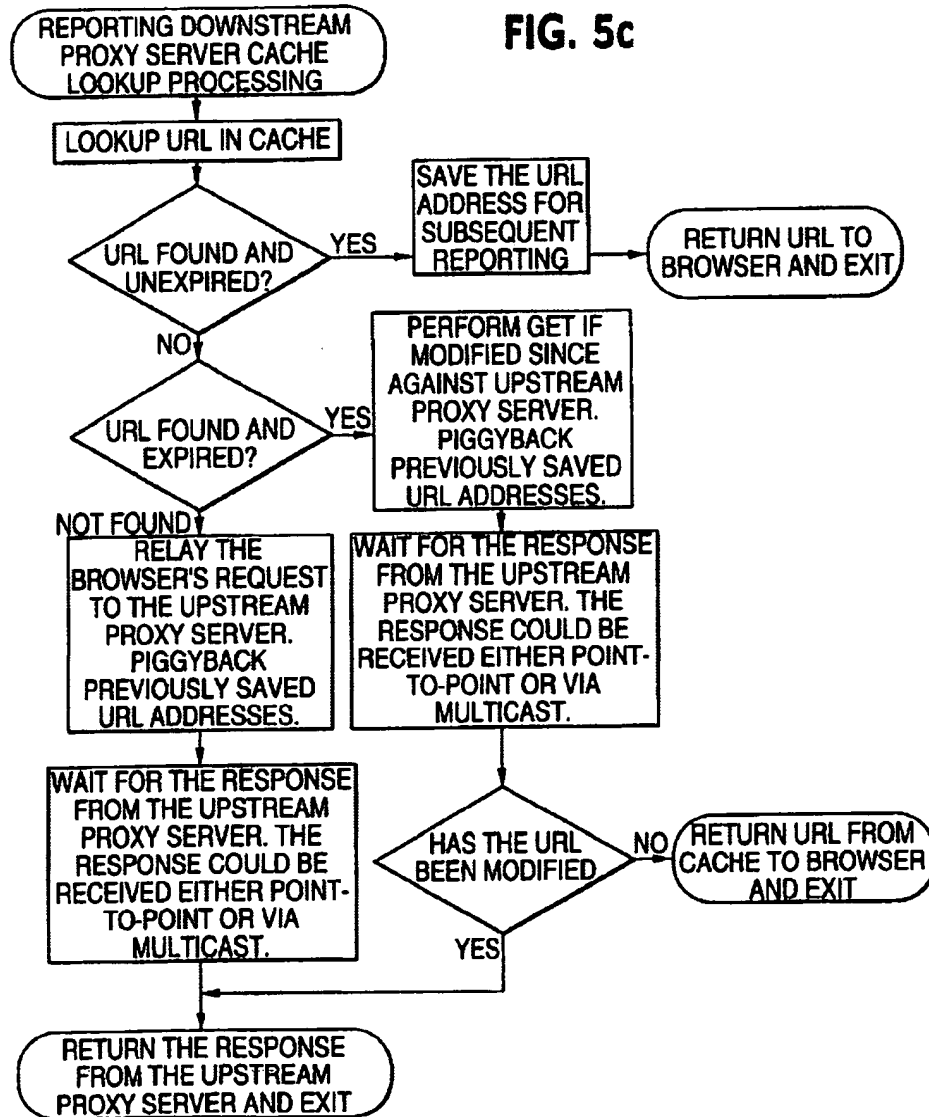 FIG. 5c
REPORTING DOWNSTREAM
PROXY SERVER CACHE
LOOKUP PROCESSING
LOOKUP URL IN CACHE
URL FOUND AND
UNEXPIRED?
YES
SAVE THE URL
ADDRESS FOR
SUBSEQUENT
REPORTING
RETURN URL TO
BROWSER AND EXIT
NO
URL FOUND AND
EXPIRED?
YES
PERFORM GET IF
MODIFIED SINCE
AGAINST UPSTREAM
PROXY SERVER.
PIGGYBACK
PREVIOUSLY SAVED
URL ADDRESSES.
NOT FOUND
RELAY THE
BROWSER'S REQUEST
TO THE UPSTREAM
PROXY SERVER.
PIGGYBACK
PREVIOUSLY SAVED
URL ADDRESSES.
WAIT FOR THE RESPONSE
FROM THE UPSTREAM
PROXY SERVER. THE
RESPONSE COULD BE
RECEIVED EITHER POINT-
TO-POINT OR VIA
MULTICAST.
WAIT FOR THE RESPONSE
FROM THE UPSTREAM
PROXY SERVER. THE
RESPONSE COULD BE
RECEIVED EITHER POINT-
TO-POINT OR VIA
MULTICAST.
HAS THE URL
BEEN MODIFIED
NO
RETURN URL FROM
CACHE TO BROWSER
AND EXIT
YES
RETURN THE RESPONSE
FROM THE UPSTREAM
PROXY SERVER AND EXIT